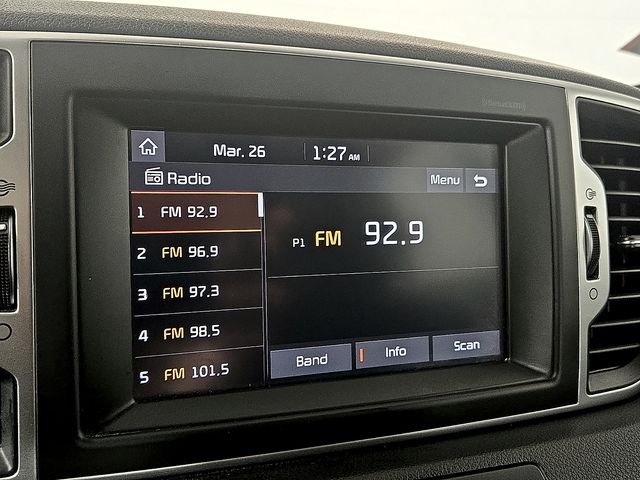 ((SiriusXM))
Mar. 26 1:27 AM
Radio Menu
1 FM 92.9
2 FM 96.9
3 FM 97.3
4 FM 98.5
5 FM 101.5
P1 FM 92.9
Band Info Scan